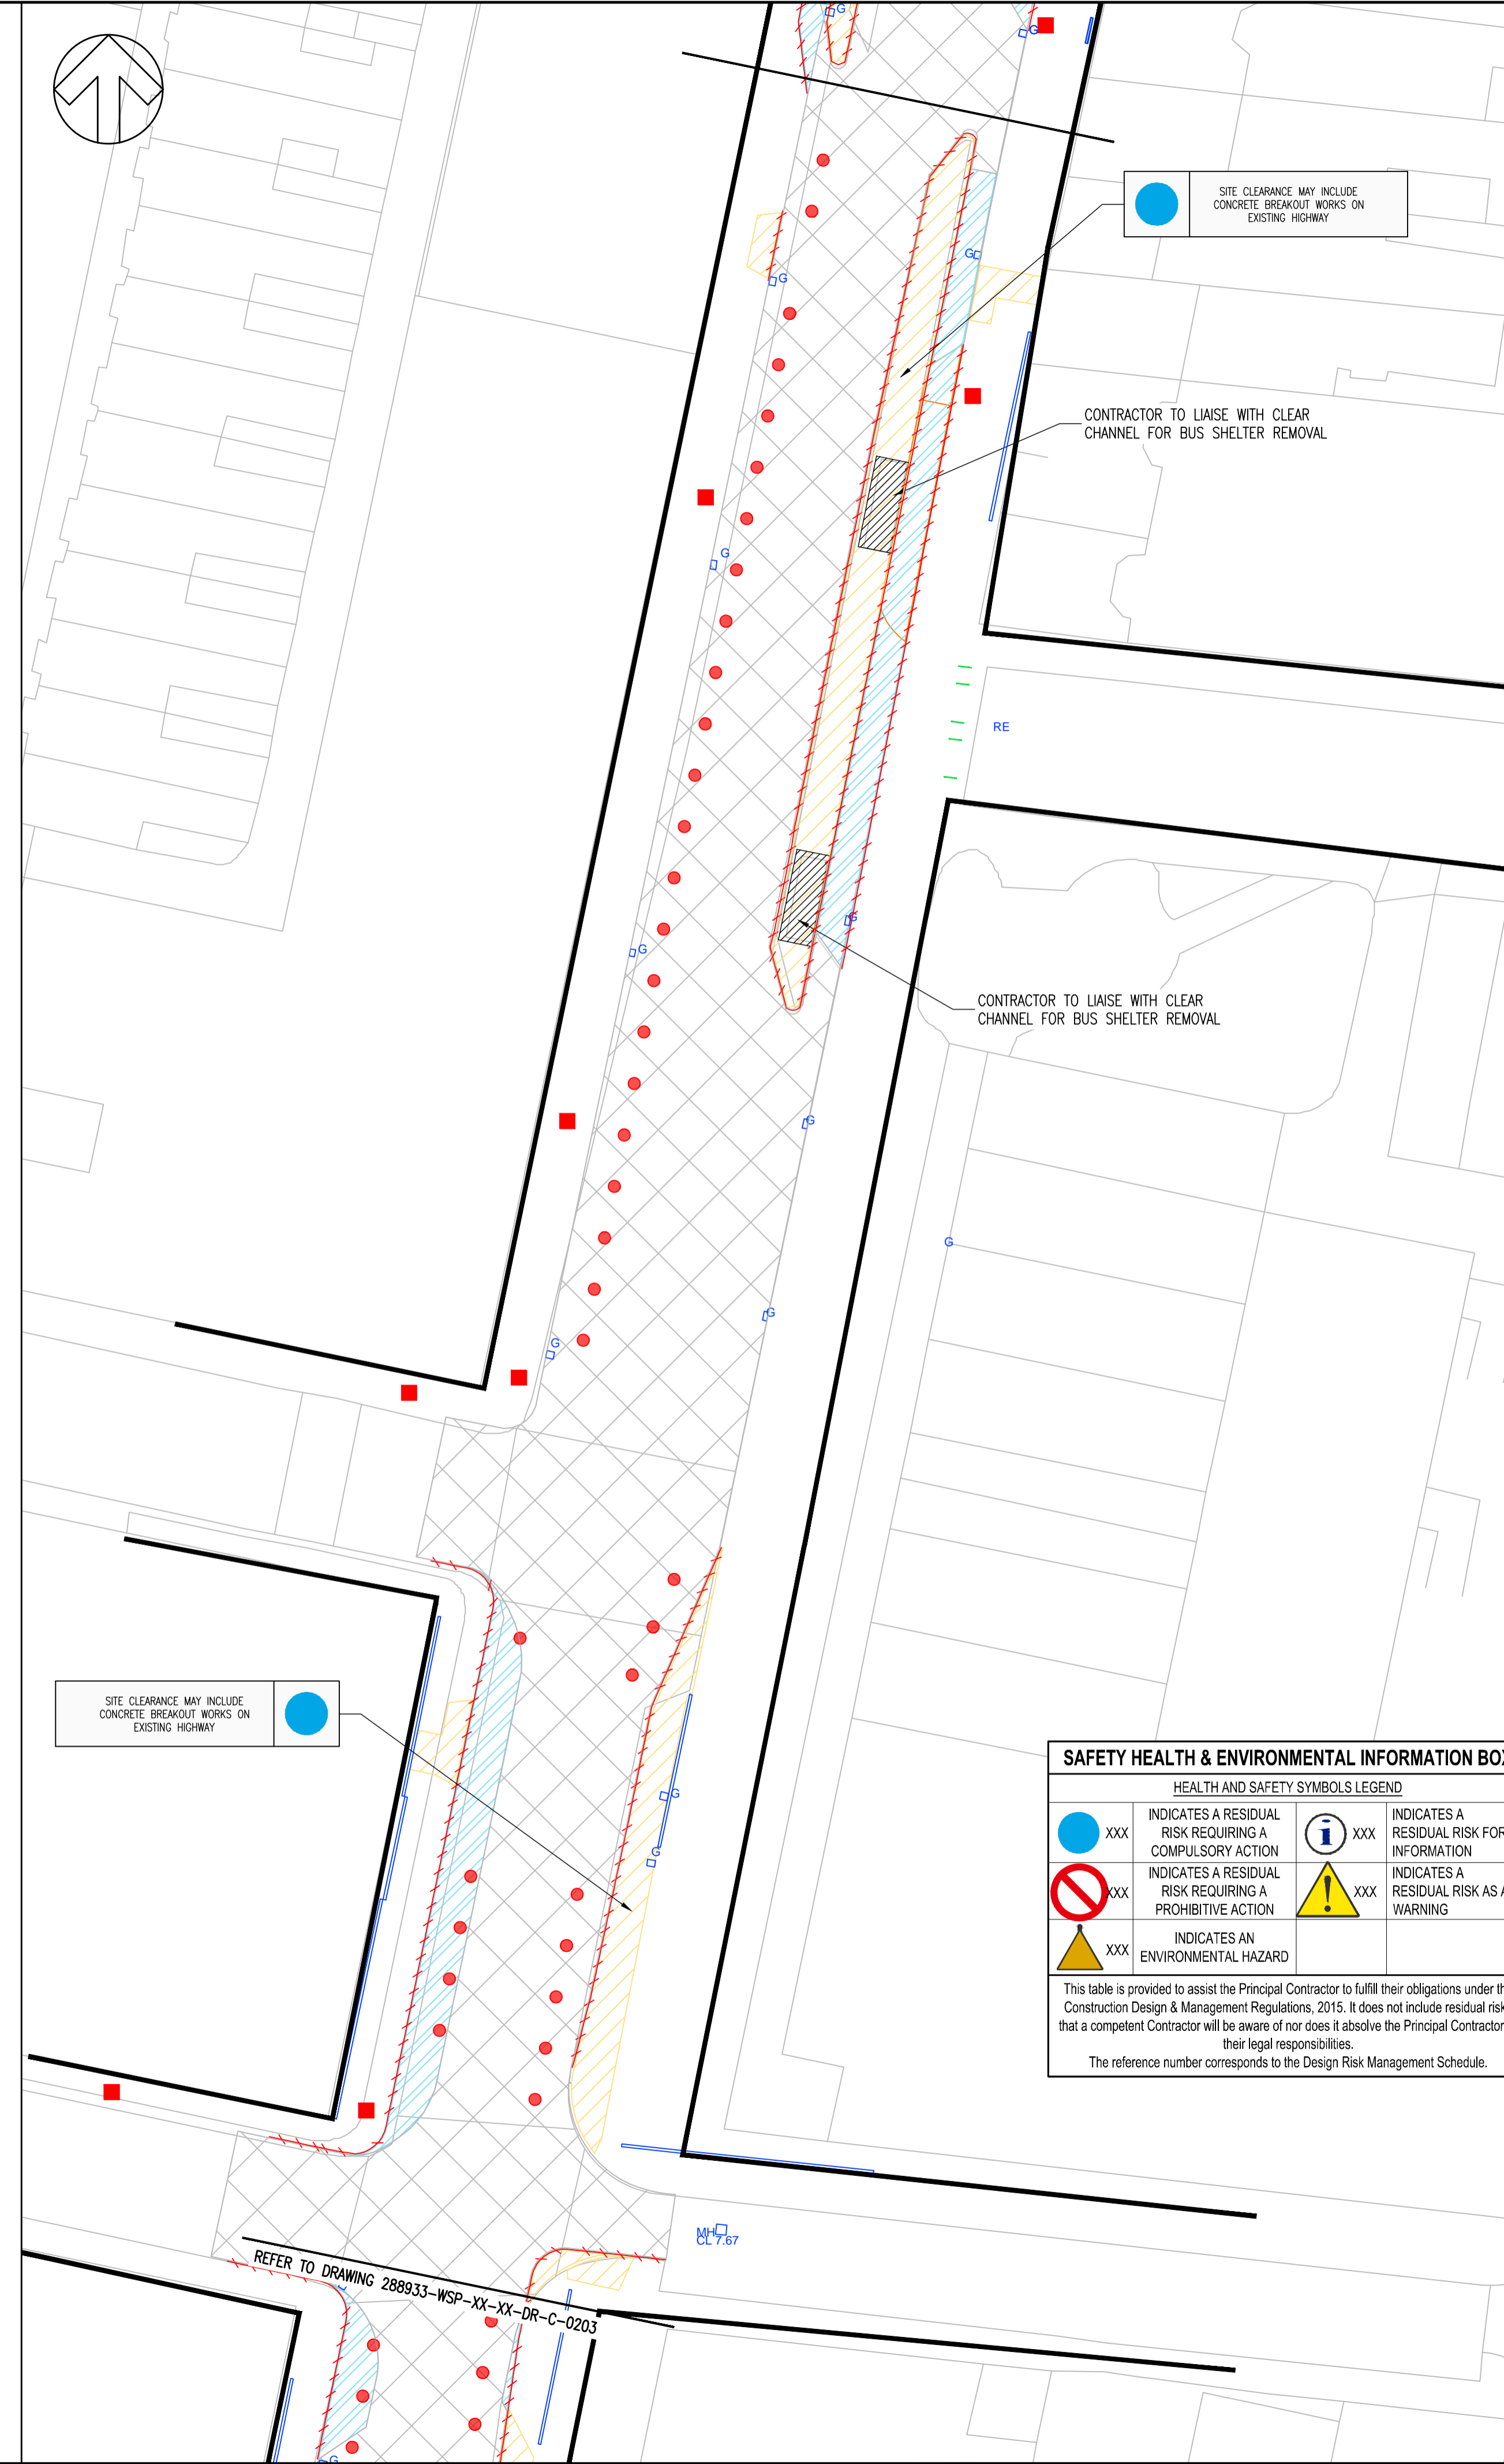 G
G
SITE CLEARANCE MAY INCLUDE
CONCRETE BREAKOUT WORKS ON
EXISTING HIGHWAY
G
G
CONTRACTOR TO LIAISE WITH CLEAR
CHANNEL FOR BUS SHELTER REMOVAL
G
RE
G
G
CONTRACTOR TO LIAISE WITH CLEAR
CHANNEL FOR BUS SHELTER REMOVAL
G
G
G
G
SITE CLEARANCE MAY INCLUDE
CONCRETE BREAKOUT WORKS ON
EXISTING HIGHWAY
G
G
SAFETY HEALTH & ENVIRONMENTAL INFORMATION BOX
HEALTH AND SAFETY SYMBOLS LEGEND
XXX
INDICATES A RESIDUAL
RISK REQUIRING A
COMPULSORY ACTION
i
XXX
INDICATES A
RESIDUAL RISK FOR
INFORMATION
XXX
INDICATES A RESIDUAL
RISK REQUIRING A
PROHIBITIVE ACTION
!
XXX
INDICATES A
RESIDUAL RISK AS A
WARNING
XXX
INDICATES AN
ENVIRONMENTAL HAZARD
This table is provided to assist the Principal Contractor to fulfill their obligations under th
Construction Design & Management Regulations, 2015. It does not include residual risk
that a competent Contractor will be aware of nor does it absolve the Principal Contractor
their legal responsibilities.
The reference number corresponds to the Design Risk Management Schedule.
MH
CL 7.67
REFER TO DRAWING 288933-WSP-XX-XX-DR-C-0203
G